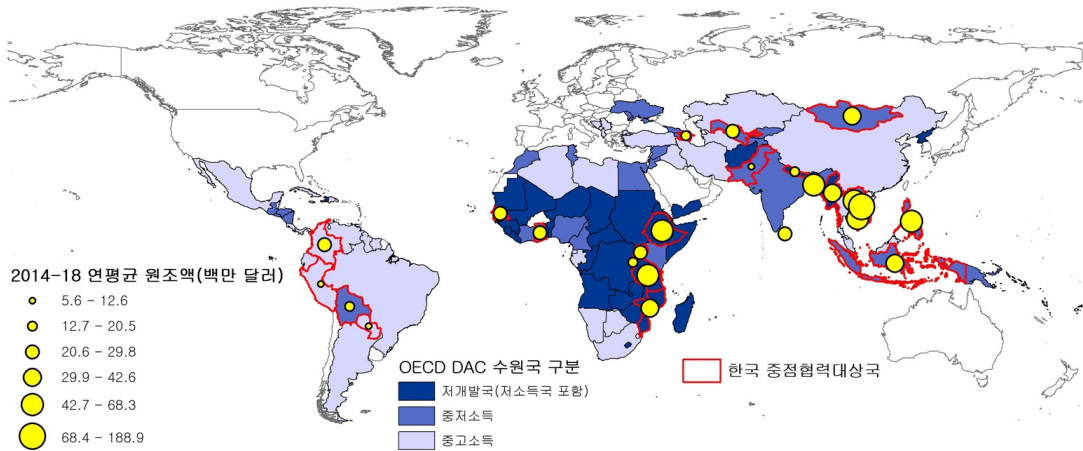 2014-18 연평균 원조액(백만 달러)
5.6 - 12.6
12.7 - 20.5
20.6 - 29.8
29.9 - 42.6
42.7 - 68.3
68.4 - 188.9
OECD DAC 수원국 구분
저개발국(저소득국 포함)
중저소득
중고소득
한국 중점협력대상국